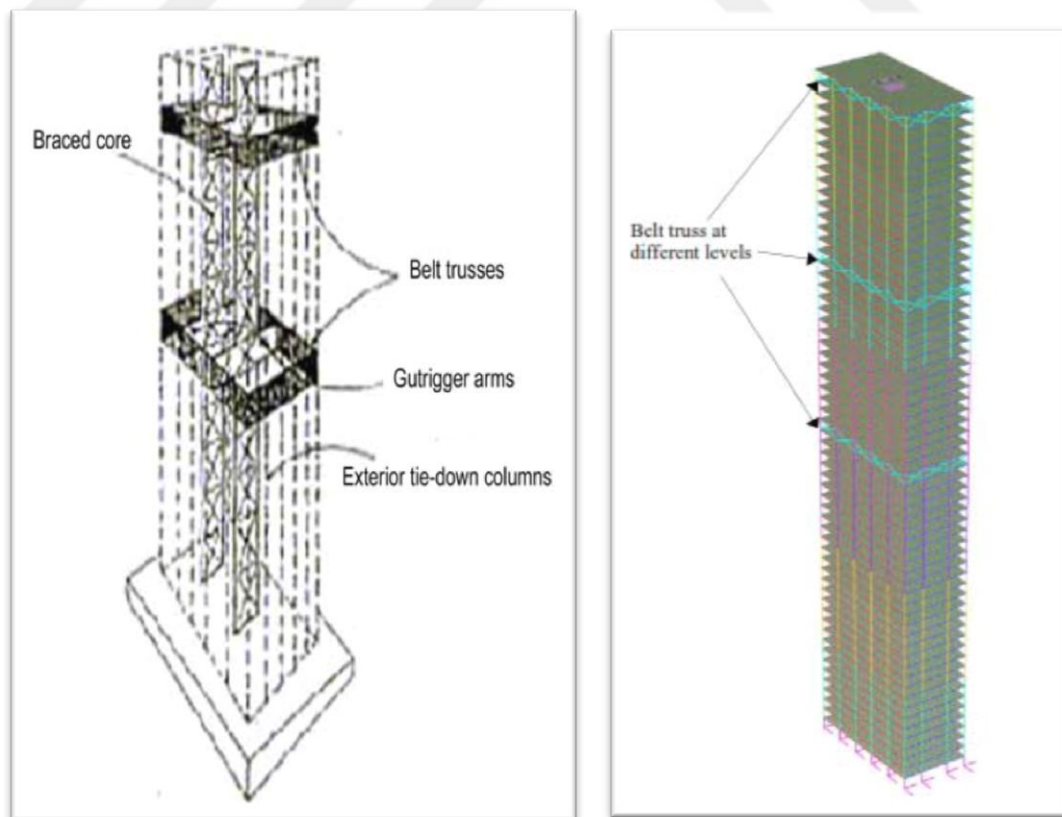 Braced core
Belt trusses
Gutrigger arms
Exterior tie-down columns
Belt truss at
different levels